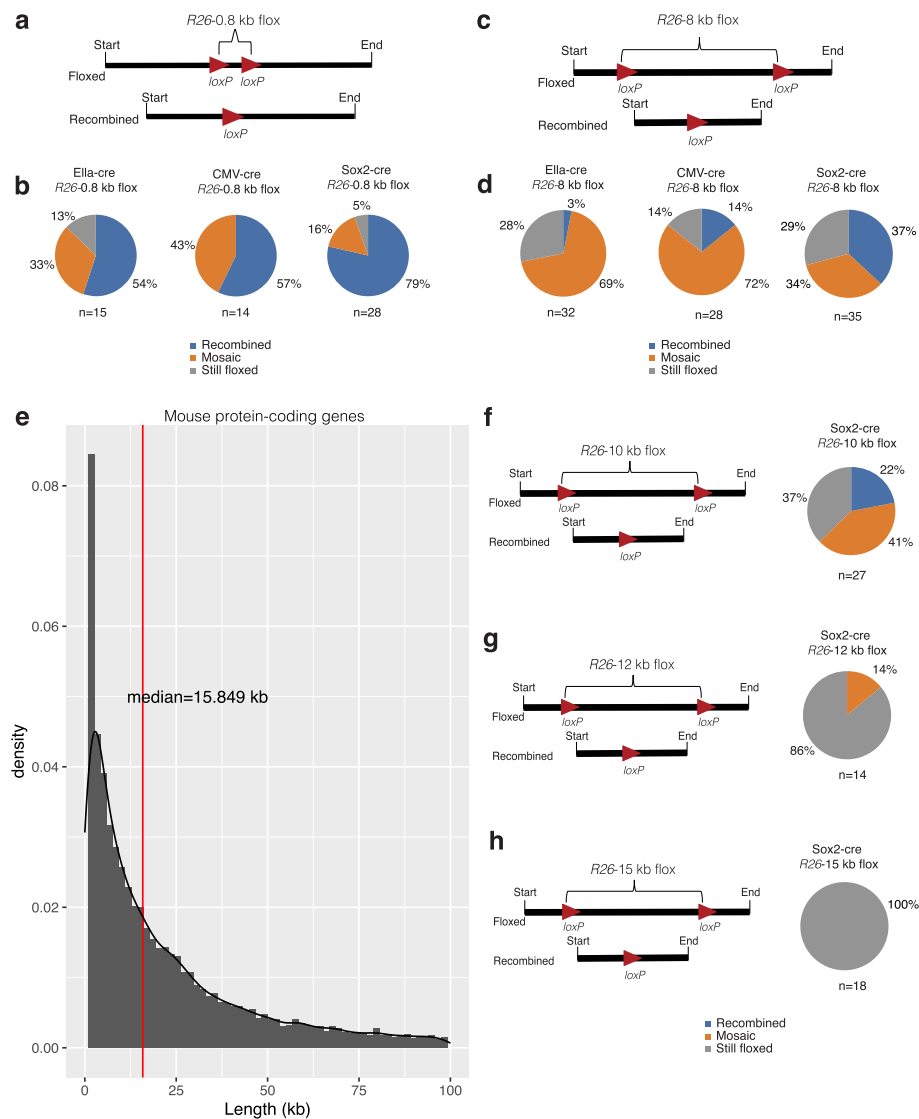 a
R26-0.8 kb flox
Start
End
Floxed
loxP
loxP
Start
End
Recombined
loxP
b
Ella-cre
R26-0.8 kb flox
13%
33%
54%
n=15
CMV-cre
R26-0.8 kb flox
43%
57%
n=14
Sox2-cre
R26-0.8 kb flox
5%
16%
79%
n=28
Recombined
Mosaic
Still floxed
c
R26-8 kb flox
Start
End
Floxed
loxP
loxP
Start
End
Recombined
loxP
d
Ella-cre
R26-8 kb flox
3%
28%
69%
n=32
CMV-cre
R26-8 kb flox
14%
14%
72%
n=28
Sox2-cre
R26-8 kb flox
29%
37%
34%
n=35
e
Mouse protein-coding genes
density
0.08
0.06
0.04
0.02
0.00
median=15.849 kb
0
25
50
75
100
Length (kb)
f
R26-10 kb flox
Start
End
Floxed
loxP
loxP
Start
End
Recombined
loxP
Sox2-cre
R26-10 kb flox
22%
37%
41%
n=27
g
R26-12 kb flox
Start
End
Floxed
loxP
loxP
Start
End
Recombined
loxP
Sox2-cre
R26-12 kb flox
14%
86%
n=14
h
R26-15 kb flox
Start
End
Floxed
loxP
loxP
Start
End
Recombined
loxP
Sox2-cre
R26-15 kb flox
100%
n=18
Recombined
Mosaic
Still floxed